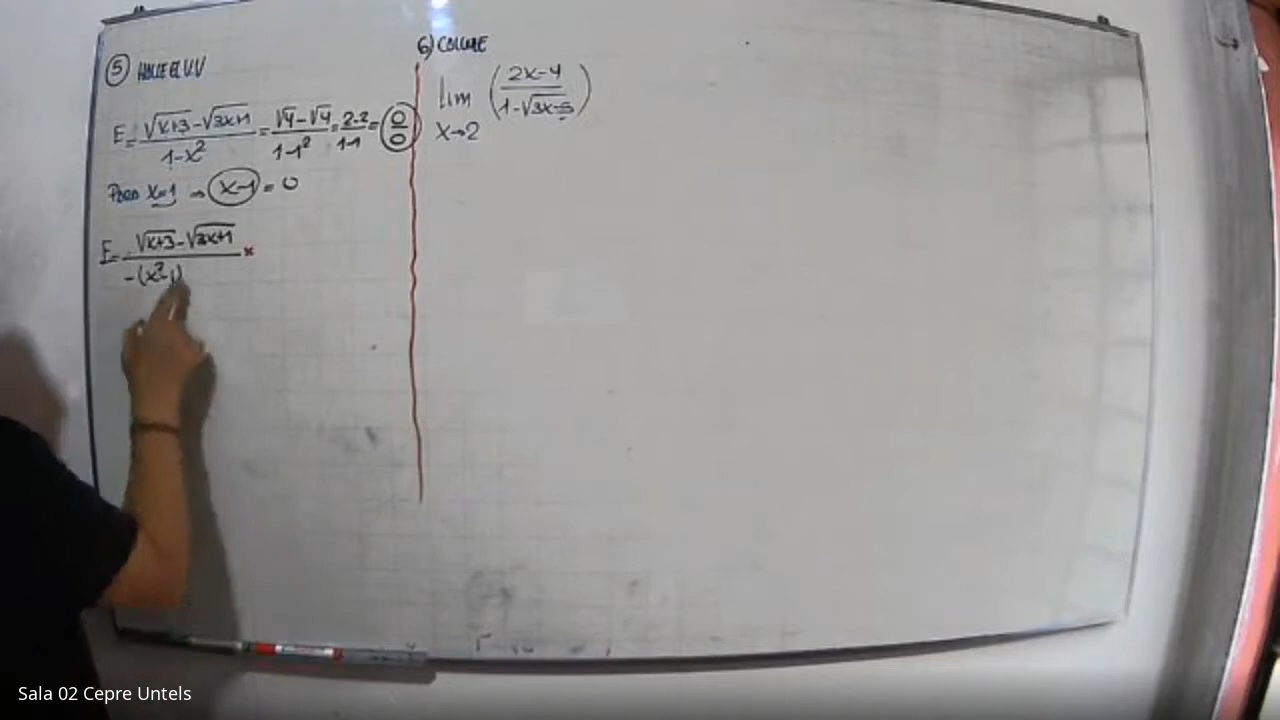 ⑤ HALLE EL V.V
E = (√(x+3) - √(3x+1)) / (1-x²) = (√4 - √4) / (1-1²) = (2-2) / (1-1) = 0/0
PARA x=1 → x-1 = 0
E = (√(x+3) - √(3x+1)) / (-(x²-1)) ×
6)
lim (x→2) ((2x-4) / (1-√(3x-5)))
Sala 02 Cepre Untels